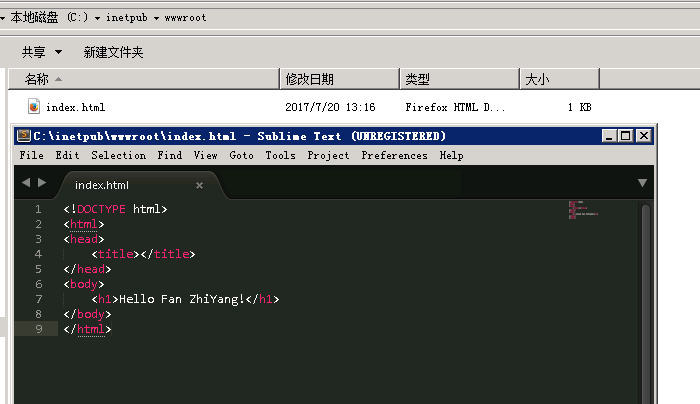 本地磁盘 (C:) inetpub wwwroot
共享 新建文件夹
名称 修改日期 类型 大小
index.html 2017/7/20 13:16 Firefox HTML D... 1 KB
C:\inetpub\wwwroot\index.html - Sublime Text (UNREGISTERED)
File Edit Selection Find View Goto Tools Project Preferences Help
index.html
1 <!DOCTYPE html>
2 <html>
3 <head>
4 <title></title>
5 </head>
6 <body>
7 <h1>Hello Fan ZhiYang!</h1>
8 </body>
9 </html>